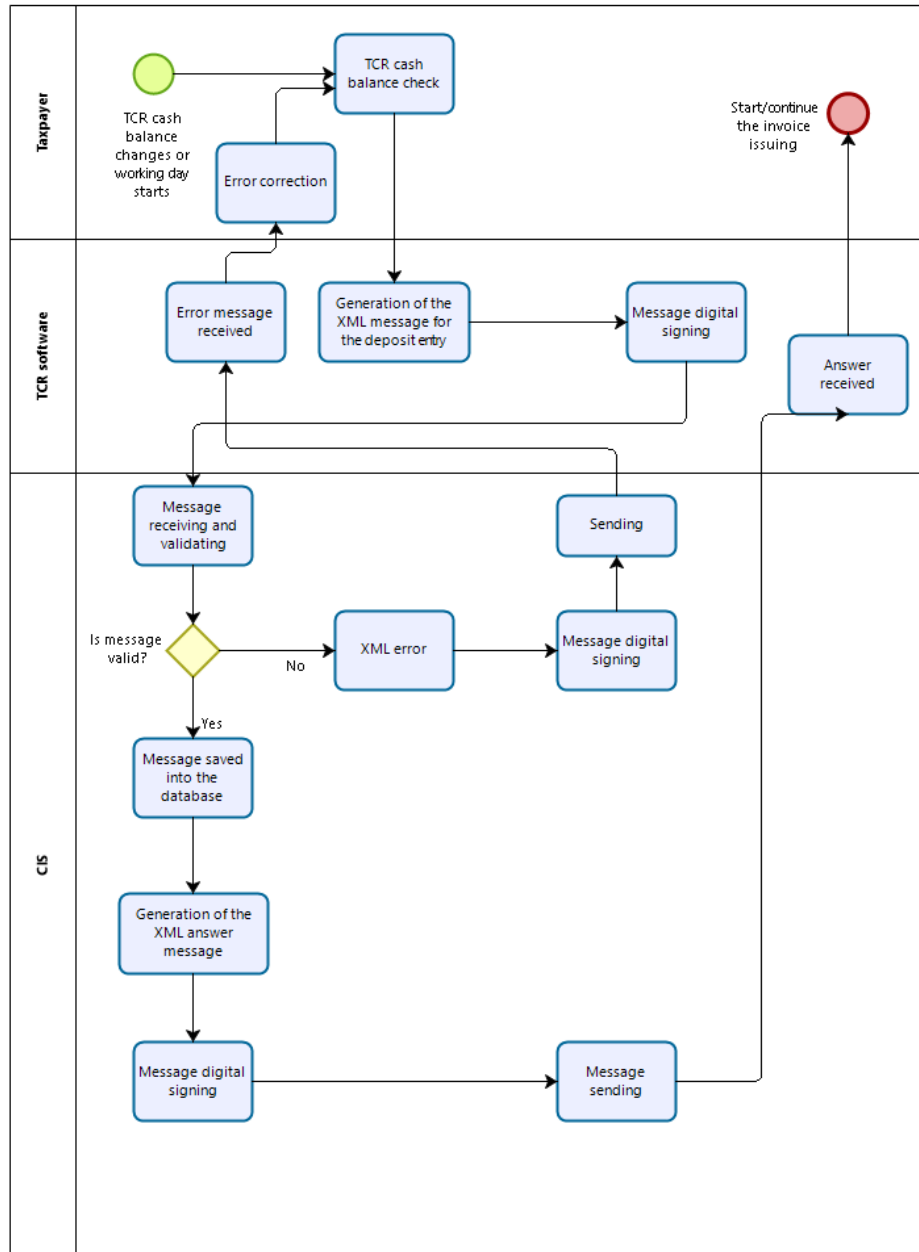 Taxpayer
TCR cash
balance check
TCR cash
balance
changes or
working day
starts
Error correction
Start/continue
the invoice
issuing
TCR software
Error message
received
Generation of the
XML message for
the deposit entry
Message digital
signing
Answer
received
CIS
Message
receiving and
validating
Sending
Is message
valid?
No
XML error
Message digital
signing
Yes
Message saved
into the
database
Generation of the
XML answer
message
Message digital
signing
Message
sending